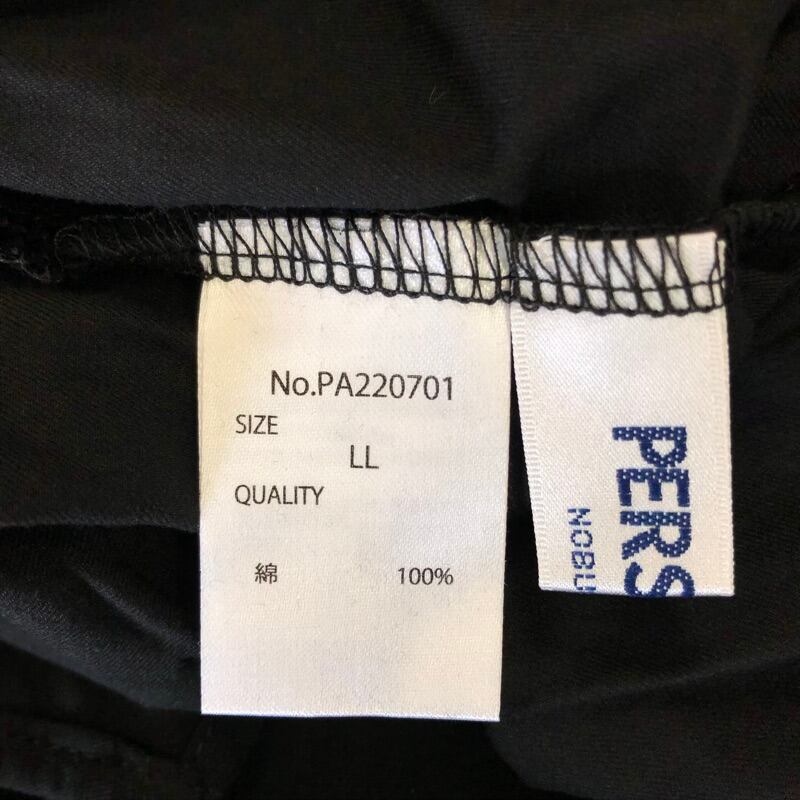 No.PA220701
SIZE
LL
QUALITY
綿 100%
PERS
NOBU